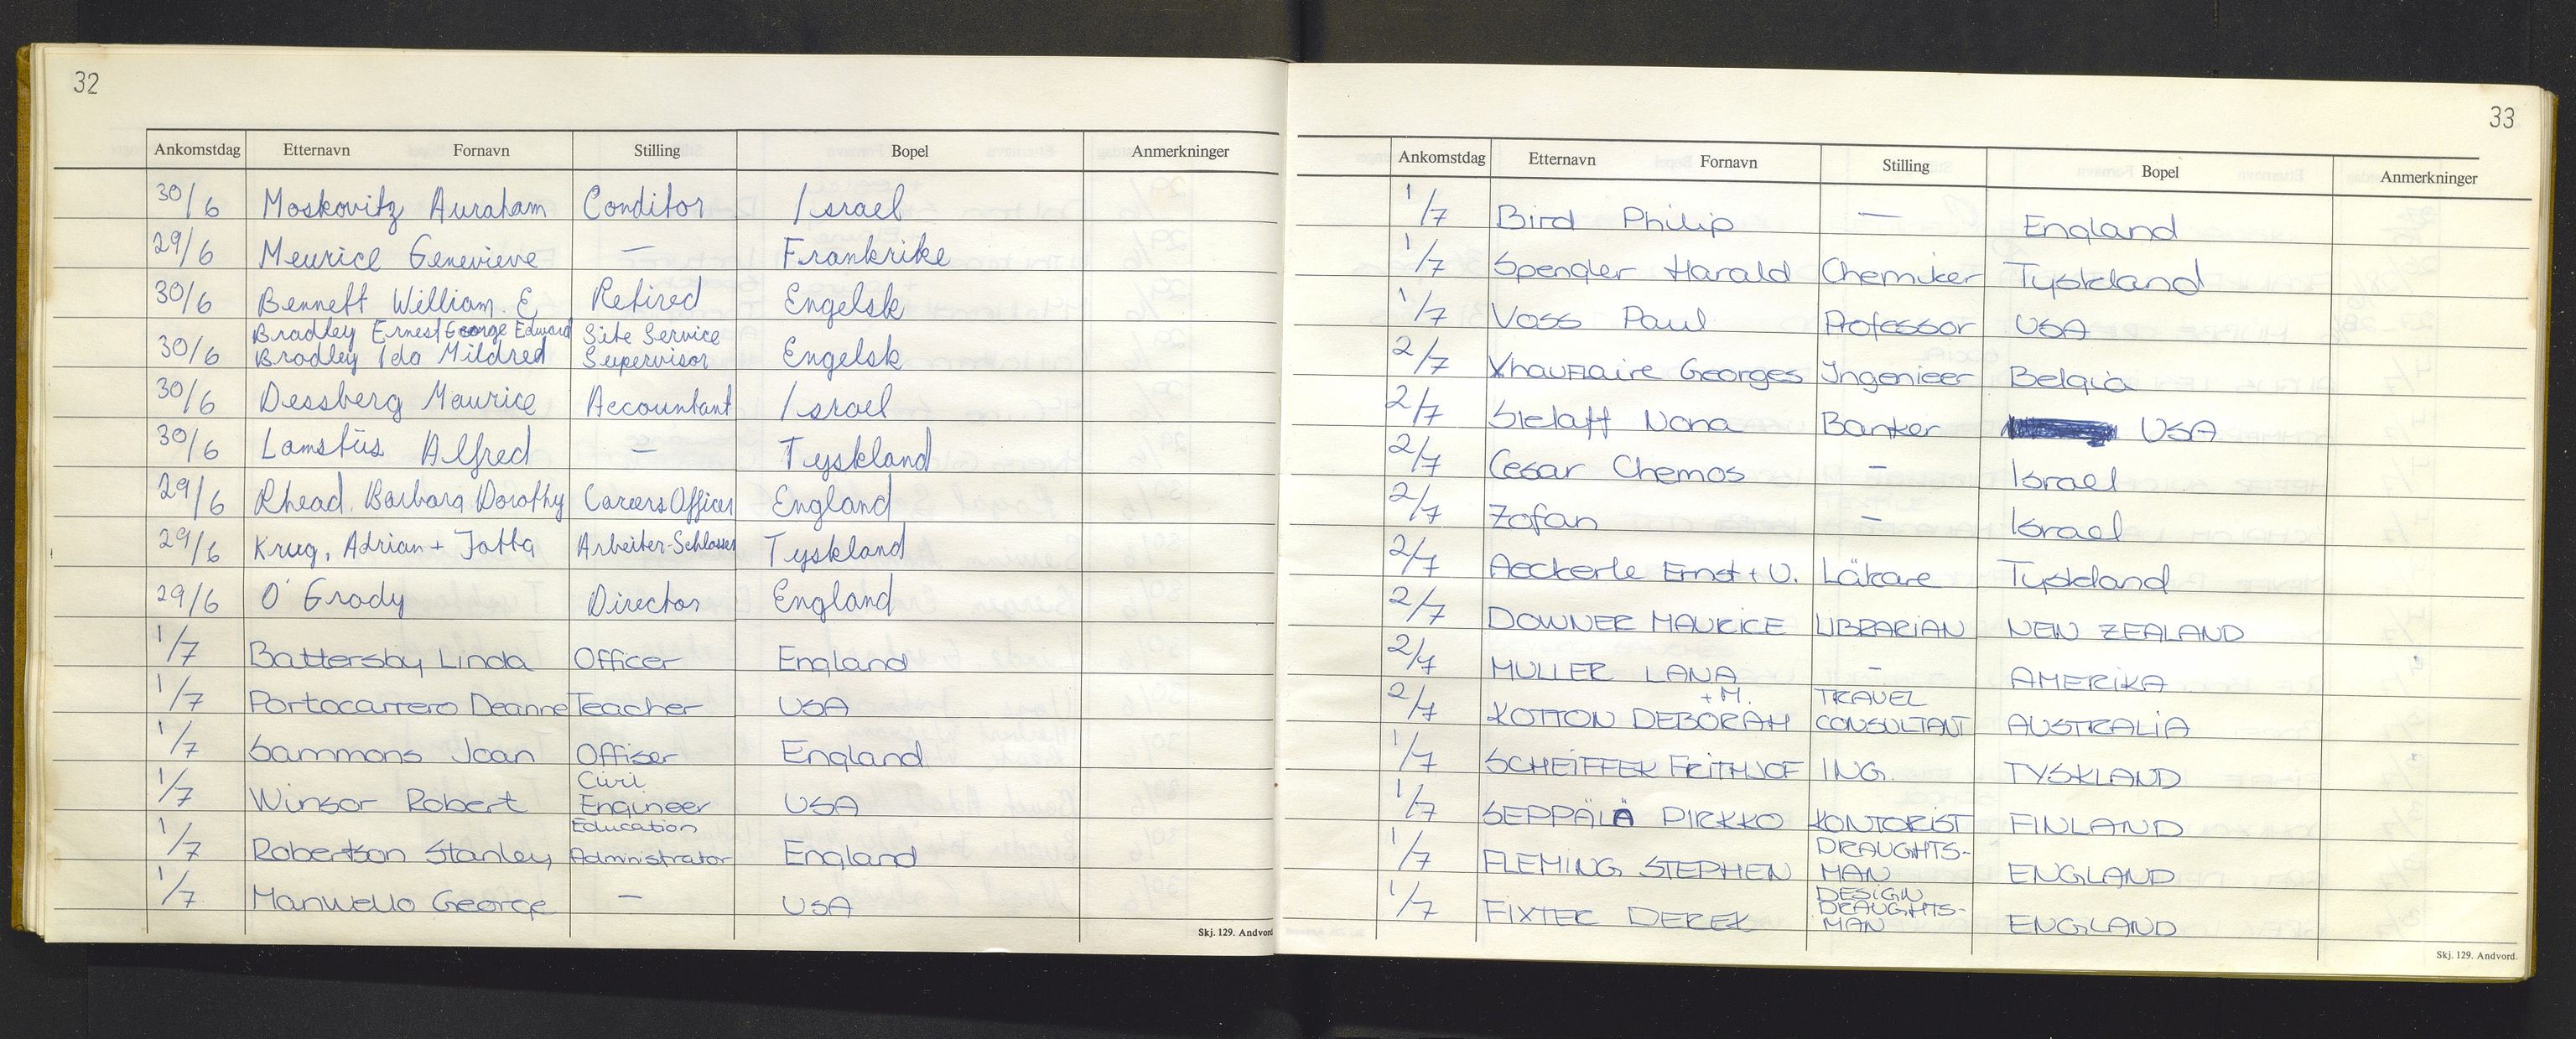 32
Ankomstdag Etternavn Fornavn Stilling Bopel Anmerkninger
30/6 Moskovitz Auraham Conditor Israel
29/6 Meurice Genevieve — Frankrike
30/6 Bennett William. E Retired Engelsk
Bradley Ernest George Edward Site Service
30/6 Bradley Ida Mildred Supervisor Engelsk
30/6 Dessberg Maurice Accountant Israel
30/6 Lamstüs Alfred — Tyskland
29/6 Rhead, Barbara Dorothy Careers Officer England
29/6 Krug, Adrian + Jutta Arbeiter-Schlosser Tyskland
29/6 O'Grady Director England
1/7 Battersby Linda Officer England
1/7 Portocarrero Deanne Teacher USA
1/7 Sammons Joan Officer England
Civil
1/7 Winsor Robert Engineer USA
Education
1/7 Robertson Stanley Administrator England
1/7 Manwello George — USA
Skj. 129. Andvord
33
Ankomstdag Etternavn Fornavn Stilling Bopel Anmerkninger
1/7 Bird Philip — England
1/7 Spengler Harald Chemiker Tyskland
1/7 Voss Paul Professor USA
2/7 Xhauflaire Georges Ingenieer Belgia
2/7 Sielaff Nona Banker USA
2/7 Cesar Chemos – Israel
2/7 Zofan – Israel
2/7 Aeckerle Ernst + U. Läkare Tyskland
2/7 DOWNER MAURICE LIBRARIAN NEW ZEALAND
2/7 MULLER LANA – AMERIKA
+ M. TRAVEL
2/7 KOTTON DEBORAH CONSULTANT AUSTRALIA
1/7 SCHEIFFER FRITHJOF ING. TYSKLAND
1/7 SEPPÄLÄ PIRKKO KONTORIST FINLAND
DRAUGHTS-
1/7 FLEMING STEPHEN MAN ENGLAND
DESIGN
DRAUGHTS-
1/7 FIXTER DEREK MAN ENGLAND
Skj. 129. Andvord.